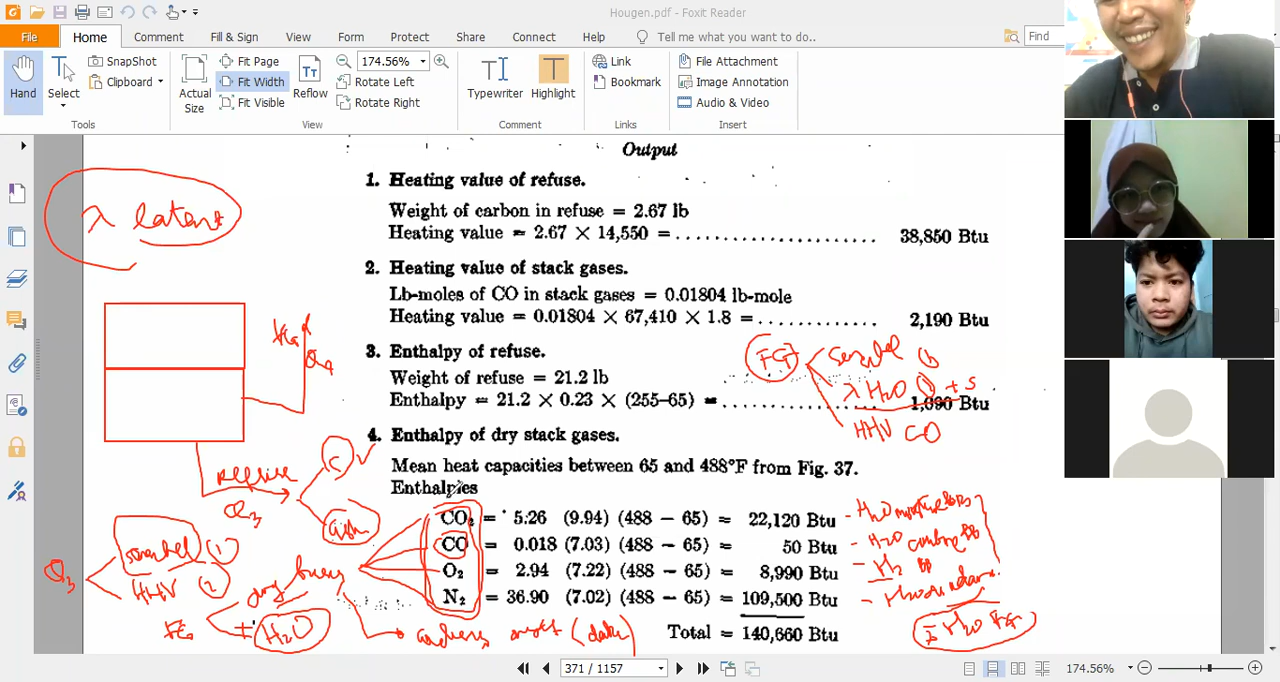 Hougen.pdf - Foxit Reader
File Home Comment Fill & Sign View Form Protect Share Connect Help Tell me what you want to do.. Find
Hand Select SnapShot Clipboard Actual Size Fit Page Fit Width Fit Visible Reflow 174.56% Rotate Left Rotate Right Typewriter Highlight Link Bookmark File Attachment Image Annotation Audio & Video
Tools View Comment Links Insert
Output
1. Heating value of refuse.
Weight of carbon in refuse = 2.67 lb
Heating value = 2.67 × 14,550 = 38,850 Btu
2. Heating value of stack gases.
Lb-moles of CO in stack gases = 0.01804 lb-mole
Heating value = 0.01804 × 67,410 × 1.8 = 2,190 Btu
3. Enthalpy of refuse.
Weight of refuse = 21.2 lb
Enthalpy = 21.2 × 0.23 × (255–65) = 1,090 Btu
4. Enthalpy of dry stack gases.
Mean heat capacities between 65 and 488°F from Fig. 37.
Enthalpies
CO₂ = 5.26 (9.94) (488 – 65) = 22,120 Btu
CO = 0.018 (7.03) (488 – 65) = 50 Btu
O₂ = 2.94 (7.22) (488 – 65) = 8,990 Btu
N₂ = 36.90 (7.02) (488 – 65) = 109,500 Btu
Total = 140,660 Btu
λ latent
refuse
C
ash
Q3
HHV (2)
H₂O
λ H₂O
HHV CO
371 / 1157
174.56%